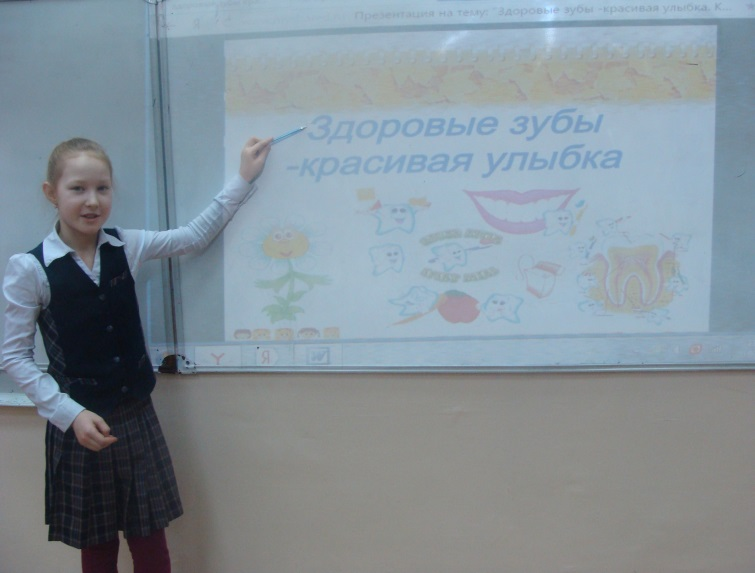 Презентация на тему: "Здоровые зубы -красивая улыбка. К...
Здоровые зубы
-красивая улыбка
Y
Я